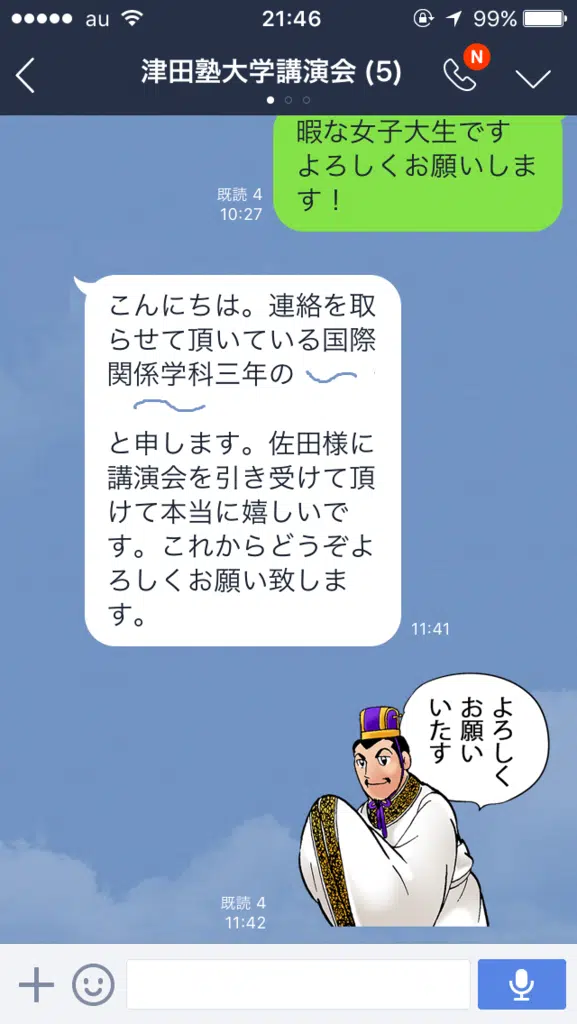 au 21:46 99%
津田塾大学講演会 (5)
N
暇な女子大生です
よろしくお願いしま
す！
既読 4
10:27
こんにちは。連絡を取
らせて頂いている国際
関係学科三年の
と申します。佐田様に
講演会を引き受けて頂
けて本当に嬉しいで
す。これからどうぞよ
ろしくお願い致しま
す。
11:41
よろしく
お願い
いたす
既読 4
11:42